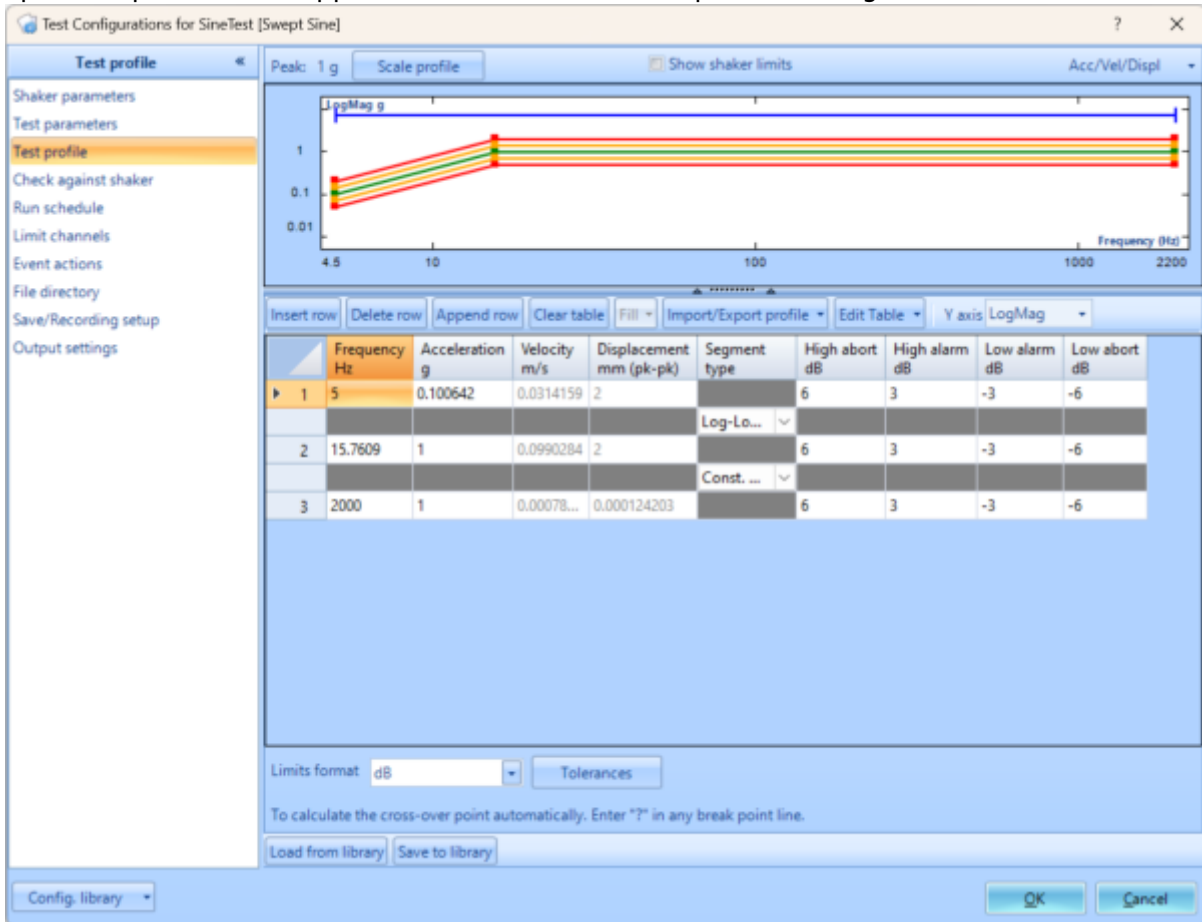 Test Configurations for SineTest [Swept Sine]
? ×
Test profile «
Shaker parameters
Test parameters
Test profile
Check against shaker
Run schedule
Limit channels
Event actions
File directory
Save/Recording setup
Output settings
Peak: 1 g Scale profile Show shaker limits Acc/Vel/Displ
LogMag g
1
0.1
0.01
Frequency (Hz)
4.5 10 100 1000 2200
Insert row Delete row Append row Clear table Fill Import/Export profile Edit Table Y axis LogMag
Frequency Hz Acceleration g Velocity m/s Displacement mm (pk-pk) Segment type High abort dB High alarm dB Low alarm dB Low abort dB
1 5 0.100642 0.0314159 2 6 3 -3 -6
Log-Lo...
2 15.7609 1 0.0990284 2 6 3 -3 -6
Const. ...
3 2000 1 0.00078... 0.000124203 6 3 -3 -6
Limits format dB Tolerances
To calculate the cross-over point automatically. Enter "?" in any break point line.
Load from library Save to library
Config. library OK Cancel